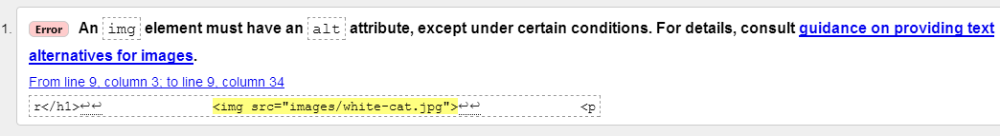 1. Error An img element must have an alt attribute, except under certain conditions. For details, consult guidance on providing text
alternatives for images.
From line 9, column 3; to line 9, column 34
r</h1>↩↩ <img src="images/white-cat.jpg">↩↩ <p